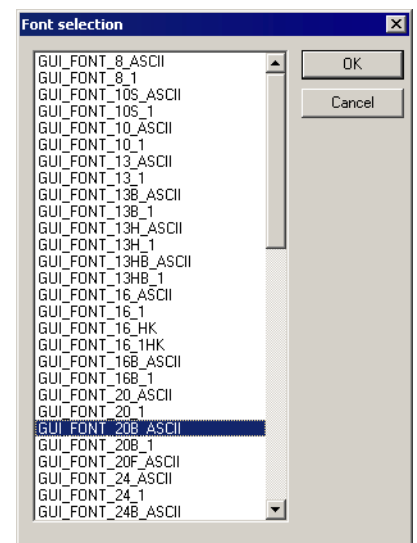 Font selection
GUI_FONT_8_ASCII
GUI_FONT_8_1
GUI_FONT_10S_ASCII
GUI_FONT_10S_1
GUI_FONT_10_ASCII
GUI_FONT_10_1
GUI_FONT_13_ASCII
GUI_FONT_13_1
GUI_FONT_13B_ASCII
GUI_FONT_13B_1
GUI_FONT_13H_ASCII
GUI_FONT_13H_1
GUI_FONT_13HB_ASCII
GUI_FONT_13HB_1
GUI_FONT_16_ASCII
GUI_FONT_16_1
GUI_FONT_16_HK
GUI_FONT_16_1HK
GUI_FONT_16B_ASCII
GUI_FONT_16B_1
GUI_FONT_20_ASCII
GUI_FONT_20_1
GUI_FONT_20B_ASCII
GUI_FONT_20B_1
GUI_FONT_20F_ASCII
GUI_FONT_24_ASCII
GUI_FONT_24_1
GUI_FONT_24B_ASCII
OK
Cancel